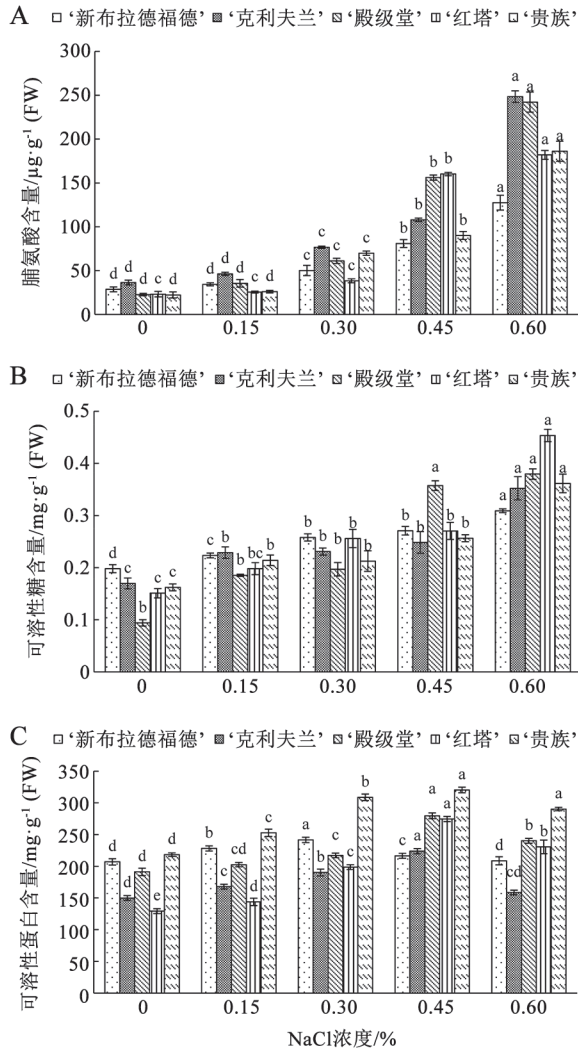 A
'新布拉德福德' '克利夫兰' '殿级堂' '红塔' '贵族'
脯氨酸含量/μg·g⁻¹ (FW)
300
250
200
150
100
50
0
d d d c d
d d d c c
c c c c c
b b b b b
a a a a a
0 0.15 0.30 0.45 0.60
B
'新布拉德福德' '克利夫兰' '殿级堂' '红塔' '贵族'
可溶性糖含量/mg·g⁻¹ (FW)
0.5
0.4
0.3
0.2
0.1
0
d c b c c
c b b bc b
b b b b b
b b a b b
a a a a a
0 0.15 0.30 0.45 0.60
C
'新布拉德福德' '克利夫兰' '殿级堂' '红塔' '贵族'
可溶性蛋白含量/mg·g⁻¹ (FW)
350
300
250
200
150
100
50
0
d d d e d
b c cd d c
a b c c b
c a a a a
d cd b b a
0 0.15 0.30 0.45 0.60
NaCl浓度/%